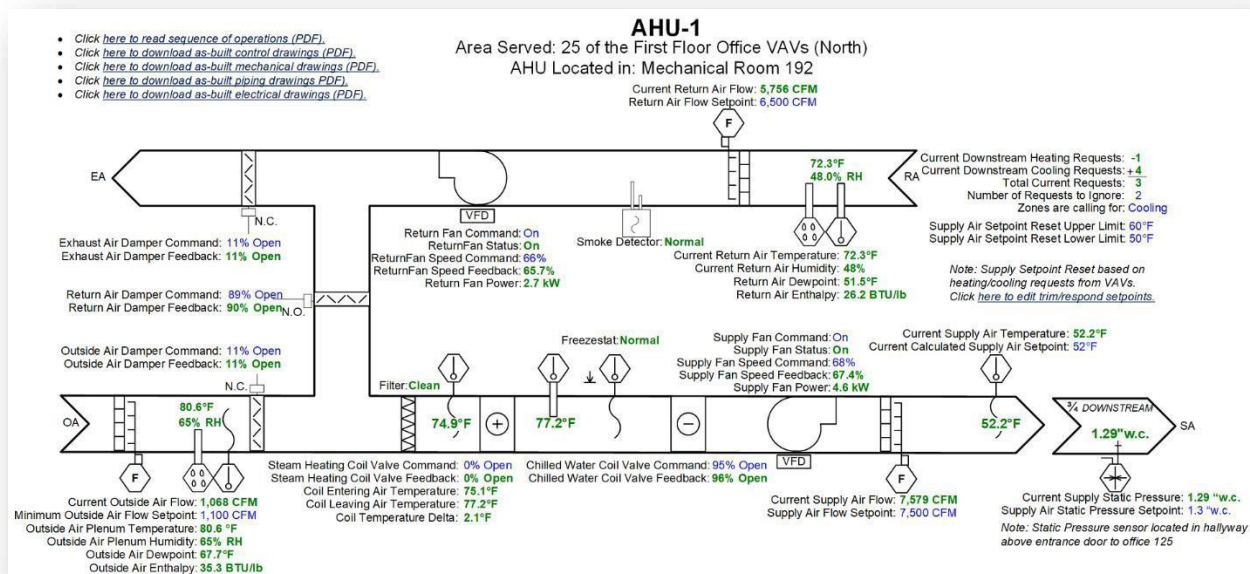 AHU-1
Area Served: 25 of the First Floor Office VAVs (North)
AHU Located in: Mechanical Room 192
• Click here to read sequence of operations (PDF).
• Click here to download as-built control drawings (PDF).
• Click here to download as-built mechanical drawings (PDF).
• Click here to download as-built piping drawings PDF).
• Click here to download as-built electrical drawings (PDF).
Current Return Air Flow: 5,756 CFM
Return Air Flow Setpoint: 6,500 CFM
F
EA
N.C.
VFD
72.3°F
48.0% RH
RA
Current Downstream Heating Requests: -1
Current Downstream Cooling Requests: +4
Total Current Requests: 3
Number of Requests to Ignore: 2
Zones are calling for: Cooling
Supply Air Setpoint Reset Upper Limit: 60°F
Supply Air Setpoint Reset Lower Limit: 50°F
Note: Supply Setpoint Reset based on
heating/cooling requests from VAVs.
Click here to edit trim/respond setpoints.
Exhaust Air Damper Command: 11% Open
Exhaust Air Damper Feedback: 11% Open
Return Fan Command: On
ReturnFan Status: On
ReturnFan Speed Command: 66%
ReturnFan Speed Feedback: 65.7%
Return Fan Power: 2.7 kW
Smoke Detector: Normal
Current Return Air Temperature: 72.3°F
Current Return Air Humidity: 48%
Return Air Dewpoint: 51.5°F
Return Air Enthalpy: 26.2 BTU/lb
Return Air Damper Command: 89% Open
Return Air Damper Feedback: 90% Open
N.O.
Outside Air Damper Command: 11% Open
Outside Air Damper Feedback: 11% Open
N.C.
Freezestat: Normal
Supply Fan Command: On
Supply Fan Status: On
Supply Fan Speed Command: 68%
Supply Fan Speed Feedback: 67.4%
Supply Fan Power: 4.6 kW
Current Supply Air Temperature: 52.2°F
Current Calculated Supply Air Setpoint: 52°F
Filter: Clean
OA
80.6°F
65% RH
74.9°F
+
77.2°F
−
VFD
52.2°F
¾ DOWNSTREAM
1.29"w.c.
SA
F
F
Steam Heating Coil Valve Command: 0% Open
Steam Heating Coil Valve Feedback: 0% Open
Coil Entering Air Temperature: 75.1°F
Coil Leaving Air Temperature: 77.2°F
Coil Temperature Delta: 2.1°F
Chilled Water Coil Valve Command: 95% Open
Chilled Water Coil Valve Feedback: 96% Open
Current Outside Air Flow: 1,068 CFM
Minimum Outside Air Flow Setpoint: 1,100 CFM
Outside Air Plenum Temperature: 80.6 °F
Outside Air Plenum Humidity: 65% RH
Outside Air Dewpoint: 67.7°F
Outside Air Enthalpy: 35.3 BTU/lb
Current Supply Air Flow: 7,579 CFM
Supply Air Flow Setpoint: 7,500 CFM
Current Supply Static Pressure: 1.29 "w.c.
Supply Air Static Pressure Setpoint: 1.3 "w.c.
Note: Static Pressure sensor located in hallyway
above entrance door to office 125